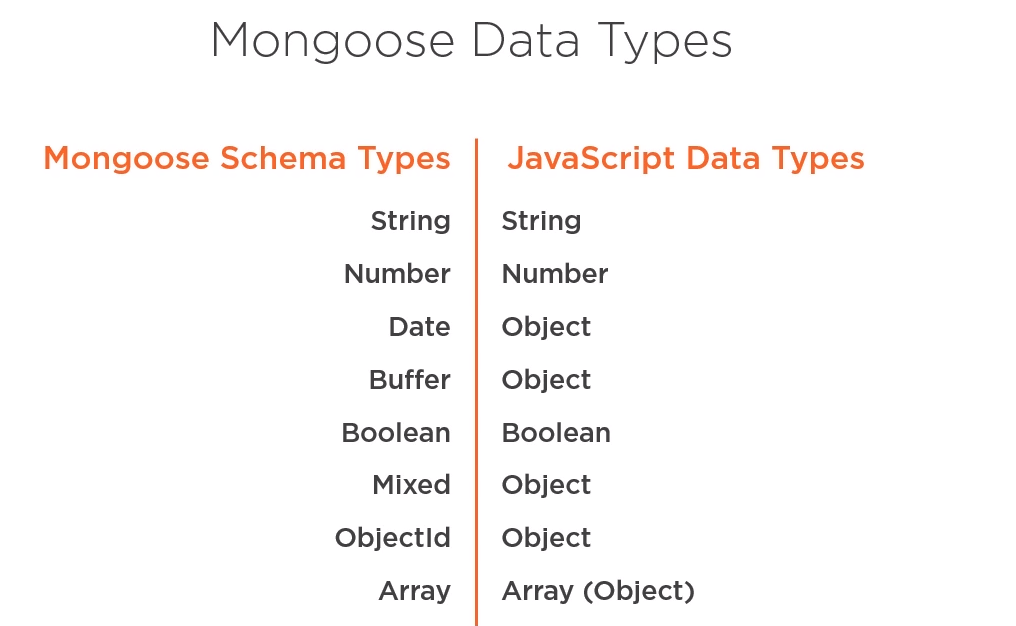 Mongoose Data Types
Mongoose Schema Types JavaScript Data Types
String String
Number Number
Date Object
Buffer Object
Boolean Boolean
Mixed Object
ObjectId Object
Array Array (Object)